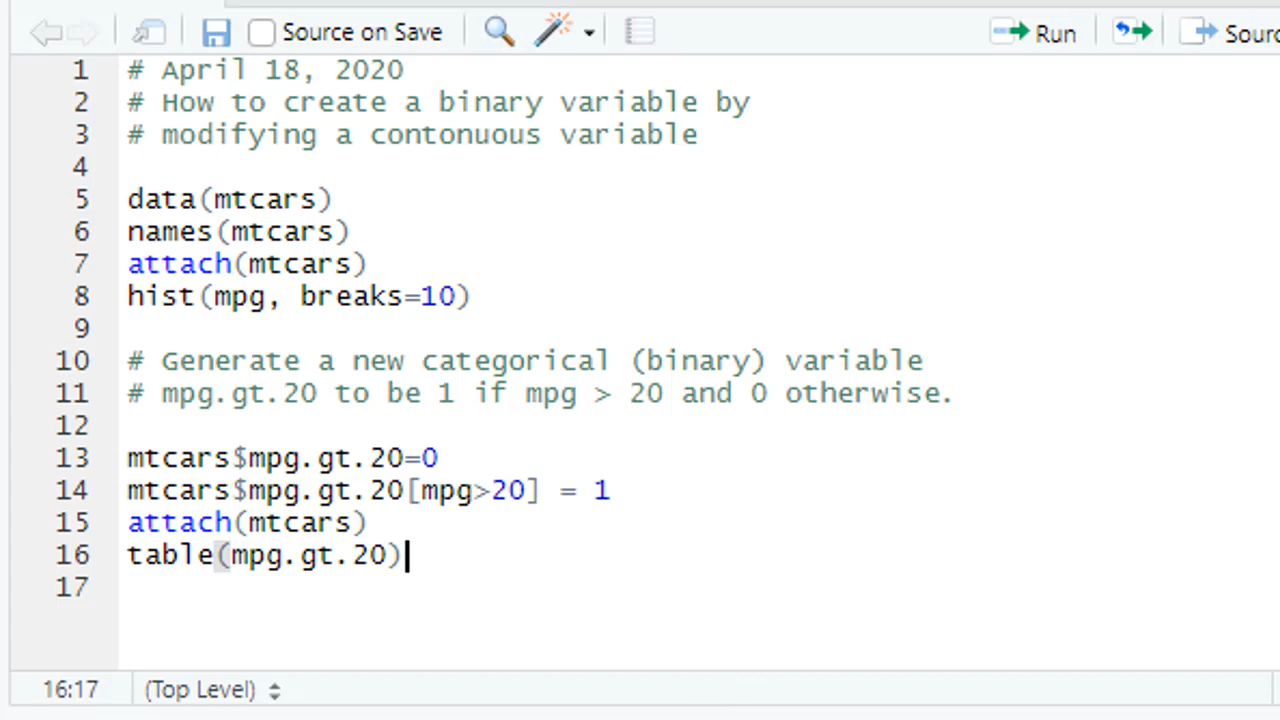 Source on Save Run
1 # April 18, 2020
2 # How to create a binary variable by
3 # modifying a contonuous variable
4
5 data(mtcars)
6 names(mtcars)
7 attach(mtcars)
8 hist(mpg, breaks=10)
9
10 # Generate a new categorical (binary) variable
11 # mpg.gt.20 to be 1 if mpg > 20 and 0 otherwise.
12
13 mtcars$mpg.gt.20=0
14 mtcars$mpg.gt.20[mpg>20] = 1
15 attach(mtcars)
16 table(mpg.gt.20)
17
16:17 (Top Level)